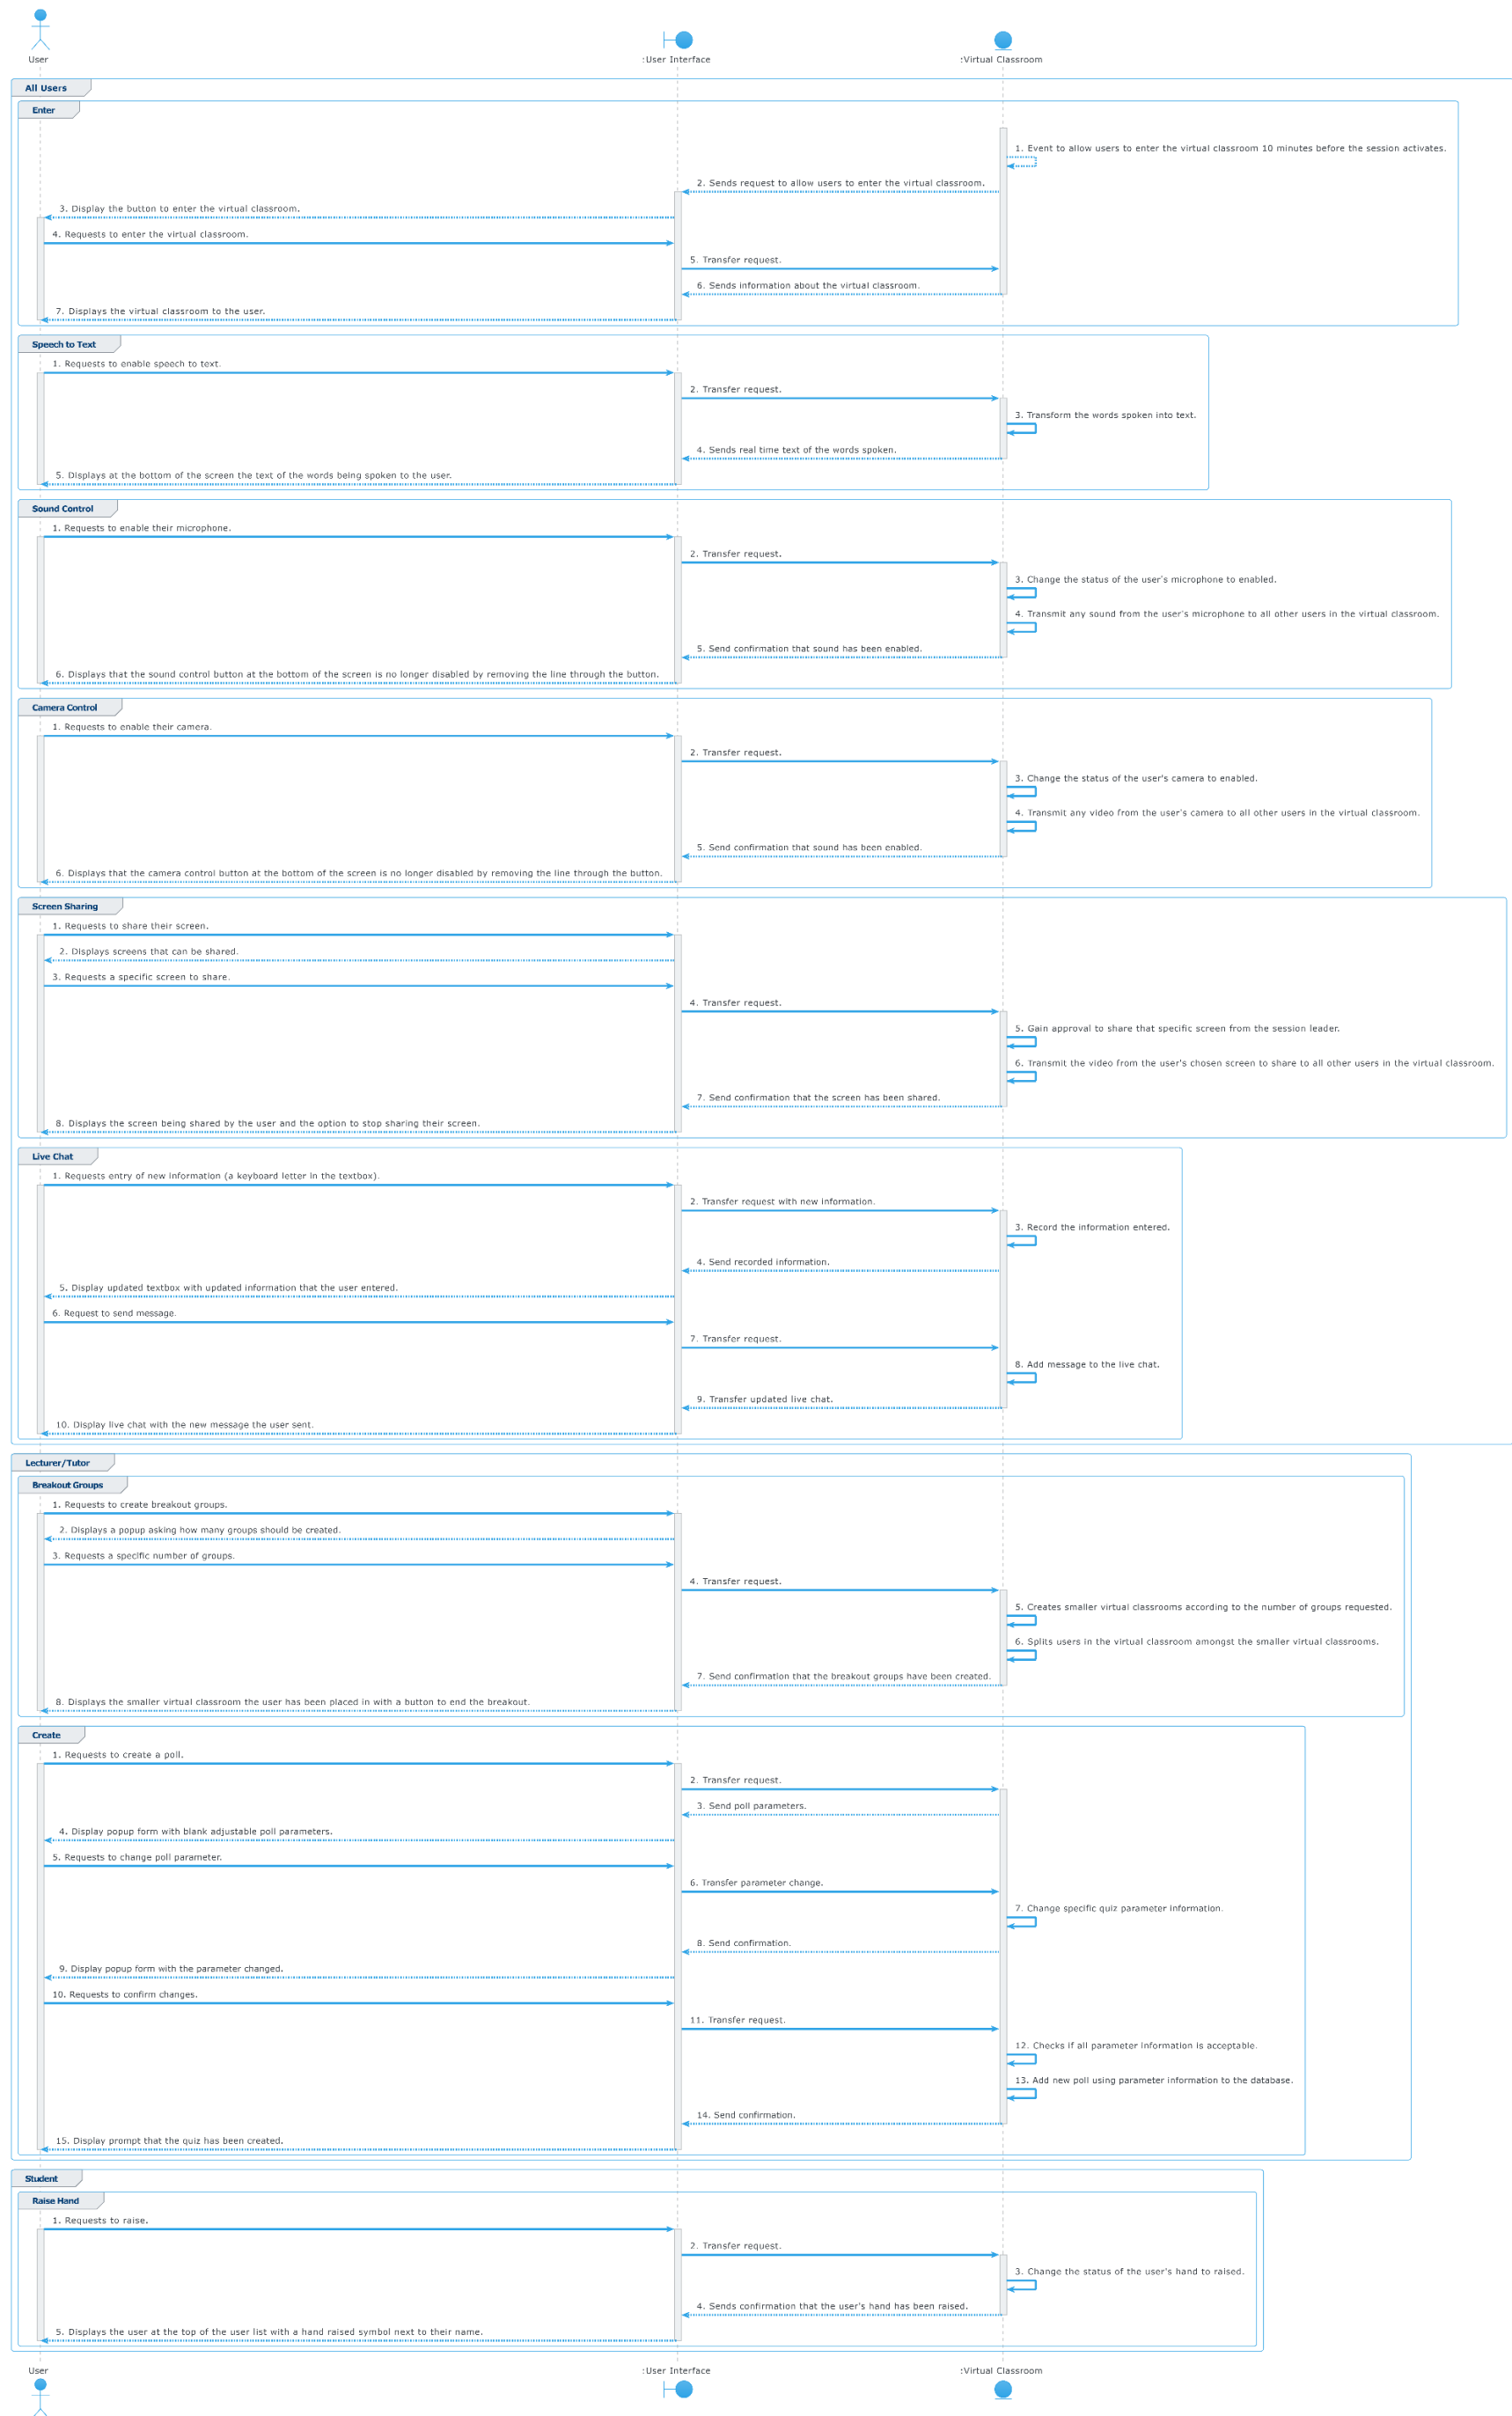 User
:User Interface
:Virtual Classroom
All Users
Enter
1. Event to allow users to enter the virtual classroom 10 minutes before the session activates.
2. Sends request to allow users to enter the virtual classroom.
3. Display the button to enter the virtual classroom.
4. Requests to enter the virtual classroom.
5. Transfer request.
6. Sends information about the virtual classroom.
7. Displays the virtual classroom to the user.
Speech to Text
1. Requests to enable speech to text.
2. Transfer request.
3. Transform the words spoken into text.
4. Sends real time text of the words spoken.
5. Displays at the bottom of the screen the text of the words being spoken to the user.
Sound Control
1. Requests to enable their microphone.
2. Transfer request.
3. Change the status of the user's microphone to enabled.
4. Transmit any sound from the user's microphone to all other users in the virtual classroom.
5. Send confirmation that sound has been enabled.
6. Displays that the sound control button at the bottom of the screen is no longer disabled by removing the line through the button.
Camera Control
1. Requests to enable their camera.
2. Transfer request.
3. Change the status of the user's camera to enabled.
4. Transmit any video from the user's camera to all other users in the virtual classroom.
5. Send confirmation that sound has been enabled.
6. Displays that the camera control button at the bottom of the screen is no longer disabled by removing the line through the button.
Screen Sharing
1. Requests to share their screen.
2. Displays screens that can be shared.
3. Requests a specific screen to share.
4. Transfer request.
5. Gain approval to share that specific screen from the session leader.
6. Transmit the video from the user's chosen screen to share to all other users in the virtual classroom.
7. Send confirmation that the screen has been shared.
8. Displays the screen being shared by the user and the option to stop sharing their screen.
Live Chat
1. Requests entry of new information (a keyboard letter in the textbox).
2. Transfer request with new information.
3. Record the information entered.
4. Send recorded information.
5. Display updated textbox with updated information that the user entered.
6. Request to send message.
7. Transfer request.
8. Add message to the live chat.
9. Transfer updated live chat.
10. Display live chat with the new message the user sent.
Lecturer/Tutor
Breakout Groups
1. Requests to create breakout groups.
2. Displays a popup asking how many groups should be created.
3. Requests a specific number of groups.
4. Transfer request.
5. Creates smaller virtual classrooms according to the number of groups requested.
6. Splits users in the virtual classroom amongst the smaller virtual classrooms.
7. Send confirmation that the breakout groups have been created.
8. Displays the smaller virtual classroom the user has been placed in with a button to end the breakout.
Create
1. Requests to create a poll.
2. Transfer request.
3. Send poll parameters.
4. Display popup form with blank adjustable poll parameters.
5. Requests to change poll parameter.
6. Transfer parameter change.
7. Change specific quiz parameter information.
8. Send confirmation.
9. Display popup form with the parameter changed.
10. Requests to confirm changes.
11. Transfer request.
12. Checks if all parameter information is acceptable.
13. Add new poll using parameter information to the database.
14. Send confirmation.
15. Display prompt that the quiz has been created.
Student
Raise Hand
1. Requests to raise.
2. Transfer request.
3. Change the status of the user's hand to raised.
4. Sends confirmation that the user's hand has been raised.
5. Displays the user at the top of the user list with a hand raised symbol next to their name.
User
:User Interface
:Virtual Classroom